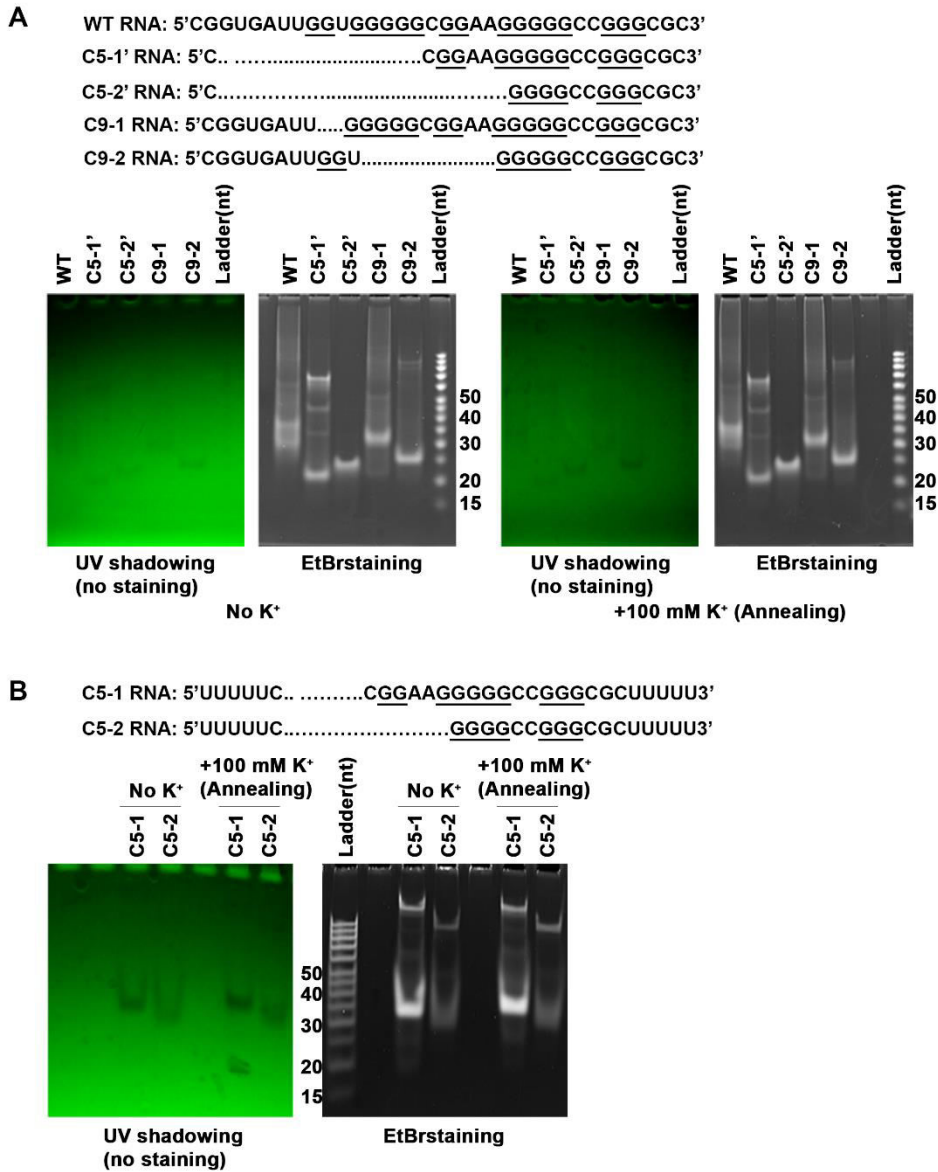 A
WT RNA: 5’CGGUGAUUGGUGGGGGCGGAAGGGGGCCGGGCGC3’
C5-1’ RNA: 5’C.. …….......................…..CGGAAGGGGGCCGGGCGC3’
C5-2’ RNA: 5’C.……….…...........................…….GGGGCCGGGCGC3’
C9-1 RNA: 5’CGGUGAUU.....GGGGGCGGAAGGGGGCCGGGCGC3’
C9-2 RNA: 5’CGGUGAUUGGU.........................GGGGGCCGGGCGC3’
WT C5-1’ C5-2’ C9-1 C9-2 Ladder(nt) WT C5-1’ C5-2’ C9-1 C9-2 Ladder(nt) WT C5-1’ C5-2’ C9-1 C9-2 Ladder(nt) WT C5-1’ C5-2’ C9-1 C9-2 Ladder(nt)
50 50
40 40
30 30
20 20
15 15
UV shadowing EtBrstaining UV shadowing EtBrstaining
(no staining) (no staining)
No K⁺ +100 mM K⁺ (Annealing)
B
C5-1 RNA: 5’UUUUUC.. ……….CGGAAGGGGGCCGGGCGCUUUUU3’
C5-2 RNA: 5’UUUUUC..…………………….GGGGCCGGGCGCUUUUU3’
+100 mM K⁺ +100 mM K⁺
No K⁺ (Annealing) No K⁺ (Annealing)
C5-1 C5-2 C5-1 C5-2 Ladder(nt) C5-1 C5-2 C5-1 C5-2
50
40
30
20
15
UV shadowing EtBrstaining
(no staining)